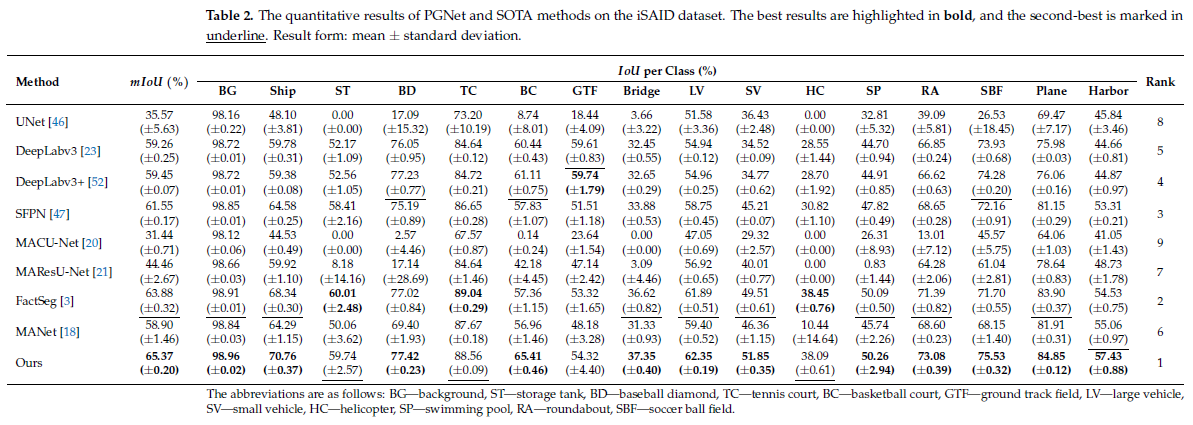 Table 2. The quantitative results of PGNet and SOTA methods on the iSAID dataset. The best results are highlighted in bold, and the second-best is marked in
underline. Result form: mean ± standard deviation.
Method mIoU (%) IoU per Class (%) Rank
BG Ship ST BD TC BC GTF Bridge LV SV HC SP RA SBF Plane Harbor
UNet [46] 35.57 98.16 48.10 0.00 17.09 73.20 8.74 18.44 3.66 51.58 36.43 0.00 32.81 39.09 26.53 69.47 45.84 8
(±5.63) (±0.22) (±3.81) (±0.00) (±15.32) (±10.19) (±8.01) (±4.09) (±3.22) (±3.36) (±2.48) (±0.00) (±5.32) (±5.81) (±18.45) (±7.17) (±3.46)
DeepLabv3 [23] 59.26 98.72 59.78 52.17 76.05 84.64 60.44 59.61 32.45 54.94 34.52 28.55 44.70 66.85 73.93 75.98 44.66 5
(±0.25) (±0.01) (±0.31) (±1.09) (±0.95) (±0.12) (±0.43) (±0.83) (±0.55) (±0.12) (±0.09) (±1.44) (±0.94) (±0.24) (±0.68) (±0.03) (±0.81)
DeepLabv3+ [52] 59.45 98.72 59.38 52.56 77.23 84.72 61.11 59.74 32.65 54.96 34.77 28.70 44.91 66.62 74.28 76.06 44.87 4
(±0.07) (±0.01) (±0.08) (±1.05) (±0.77) (±0.21) (±0.75) (±1.79) (±0.29) (±0.25) (±0.62) (±1.92) (±0.85) (±0.63) (±0.20) (±0.16) (±0.97)
SFPN [47] 61.55 98.85 64.58 58.41 75.19 86.65 57.83 51.51 33.88 58.75 45.21 30.82 47.82 68.65 72.16 81.15 53.31 3
(±0.17) (±0.01) (±0.25) (±2.16) (±0.89) (±0.28) (±1.07) (±1.18) (±0.53) (±0.45) (±0.07) (±1.10) (±0.49) (±0.28) (±0.91) (±0.29) (±0.21)
MACU-Net [20] 31.44 98.12 44.53 0.00 2.57 67.57 0.14 23.64 0.00 47.05 29.32 0.00 26.31 13.01 45.57 64.06 41.05 9
(±0.71) (±0.06) (±0.49) (±0.00) (±4.46) (±0.87) (±0.24) (±1.54) (±0.00) (±0.69) (±2.57) (±0.00) (±8.93) (±7.12) (±5.75) (±1.03) (±1.43)
MAResU-Net [21] 44.46 98.66 59.92 8.18 17.14 84.64 42.18 47.14 3.09 56.92 40.01 0.00 0.83 64.28 61.04 78.64 48.73 7
(±2.67) (±0.03) (±1.10) (±14.16) (±28.69) (±1.46) (±4.45) (±2.42) (±4.46) (±0.65) (±0.77) (±0.00) (±1.44) (±2.06) (±2.81) (±0.83) (±1.78)
FactSeg [3] 63.88 98.91 68.34 60.01 77.02 89.04 57.36 53.32 36.62 61.89 49.51 38.45 50.09 71.39 71.70 83.90 54.53 2
(±0.32) (±0.01) (±0.30) (±2.48) (±0.84) (±0.29) (±1.15) (±1.65) (±0.82) (±0.51) (±0.61) (±0.76) (±0.50) (±0.82) (±0.55) (±0.37) (±0.75)
MANet [18] 58.90 98.84 64.29 50.06 69.40 87.67 56.96 48.18 31.33 59.40 46.36 10.44 45.74 68.60 68.15 81.91 55.06 6
(±1.46) (±0.03) (±1.15) (±3.62) (±1.93) (±0.18) (±1.46) (±3.28) (±0.93) (±0.52) (±1.15) (±14.64) (±2.26) (±0.23) (±1.40) (±0.31) (±0.97)
Ours 65.37 98.96 70.76 59.74 77.42 88.56 65.41 54.32 37.35 62.35 51.85 38.09 50.26 73.08 75.53 84.85 57.43 1
(±0.20) (±0.02) (±0.37) (±2.57) (±0.23) (±0.09) (±0.46) (±4.40) (±0.40) (±0.19) (±0.35) (±0.61) (±2.94) (±0.39) (±0.32) (±0.12) (±0.88)
The abbreviations are as follows: BG—background, ST—storage tank, BD—baseball diamond, TC—tennis court, BC—basketball court, GTF—ground track field, LV—large vehicle,
SV—small vehicle, HC—helicopter, SP—swimming pool, RA—roundabout, SBF—soccer ball field.